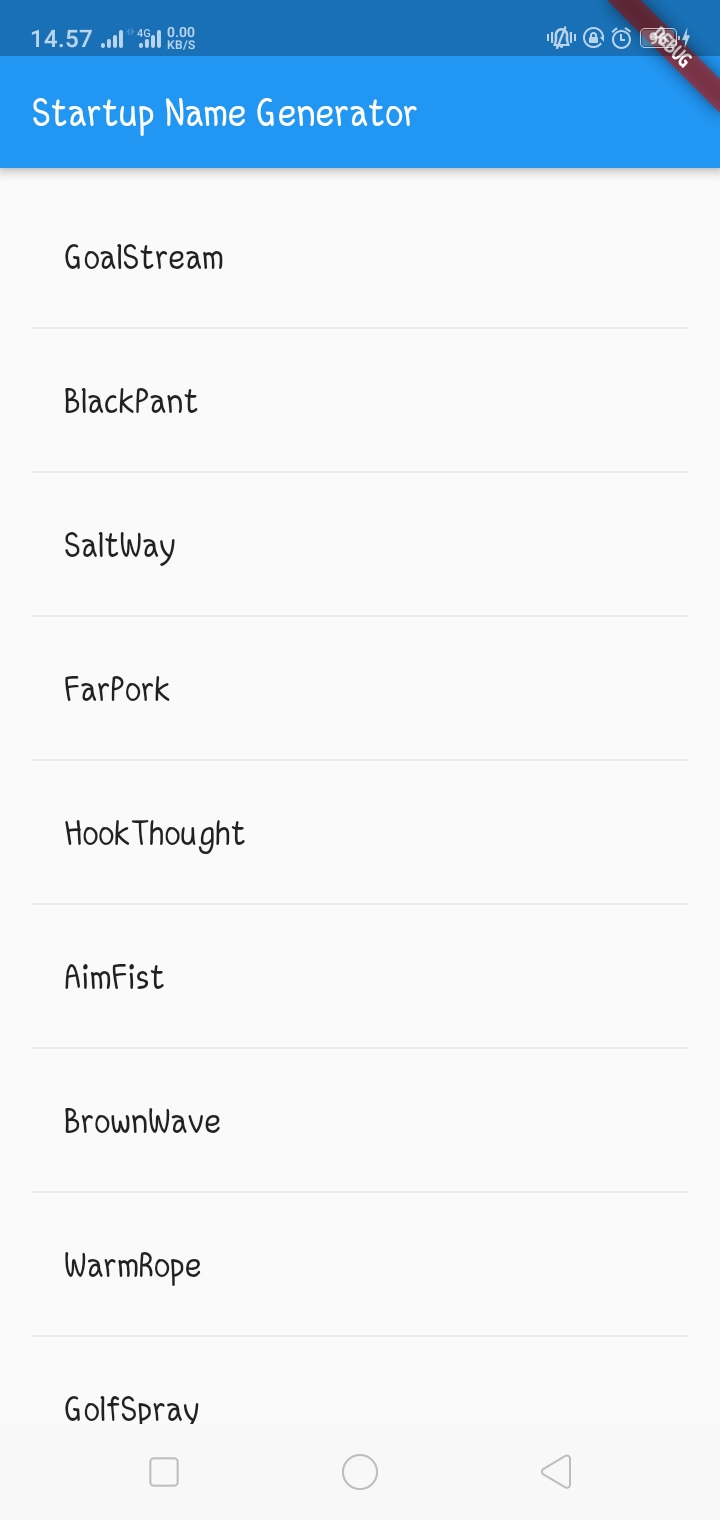 14.57 4G 0.00
KB/S
DEBUG
Startup Name Generator
GoalStream
BlackPant
SaltWay
FarPork
HookThought
AimFist
BrownWave
WarmRope
GolfSpray